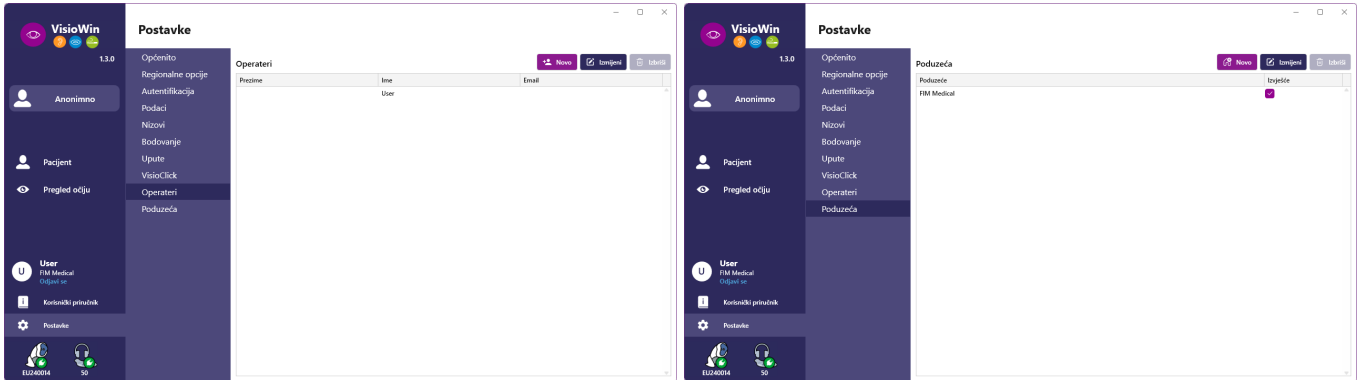 VisioWin
1.3.0
Anonimno
Pacijent
Pregled očiju
U
User
FIM Medical
Odjavi se
Korisnički priručnik
Postavke
EU240014
50
Postavke
Općenito
Regionalne opcije
Autentifikacija
Podaci
Nizovi
Bodovanje
Upute
VisioClick
Operateri
Poduzeća
Operateri
Novo
Izmijeni
Izbriši
Prezime Ime Email
User
VisioWin
1.3.0
Anonimno
Pacijent
Pregled očiju
U
User
FIM Medical
Odjavi se
Korisnički priručnik
Postavke
EU240014
50
Postavke
Općenito
Regionalne opcije
Autentifikacija
Podaci
Nizovi
Bodovanje
Upute
VisioClick
Operateri
Poduzeća
Poduzeća
Novo
Izmijeni
Izbriši
Poduzeće Izvješće
FIM Medical